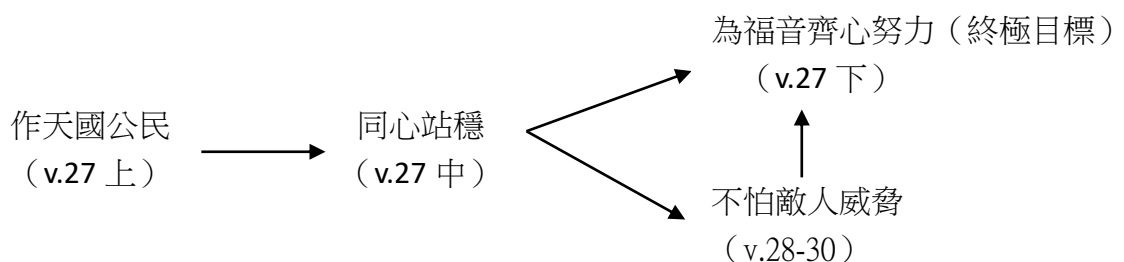 為福音齊心努力（終極目標）
（v.27 下）
作天國公民
（v.27 上）
同心站穩
（v.27 中）
不怕敵人威脅
（v.28-30）